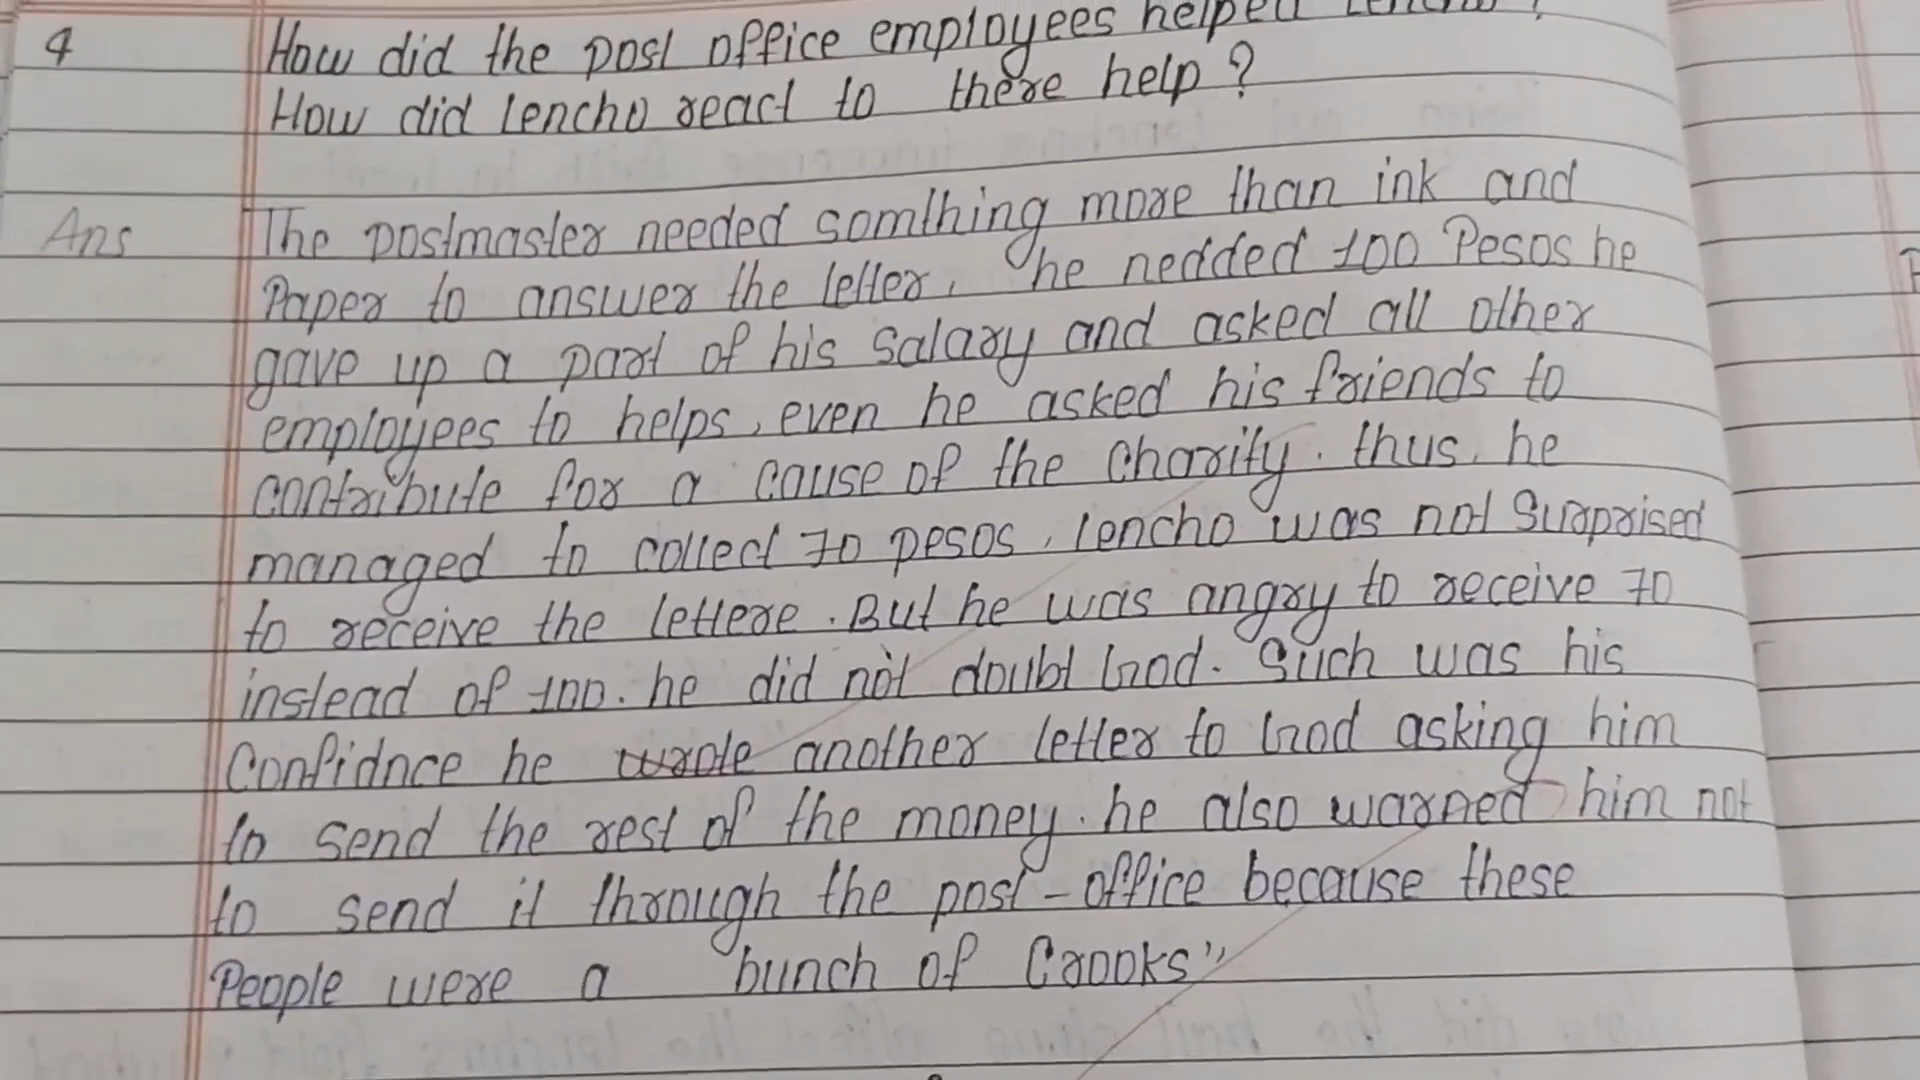 4 How did the post office employees helped Lencho?
How did lencho react to there help?
Ans The postmaster needed somthing more than ink and
Paper to answer the letter, he nedded 100 Pesos he
gave up a part of his salary and asked all other
employees to helps, even he asked his friends to
contribute for a cause of the charity. thus, he
managed to collect 70 pesos, lencho was not Surprised
to receive the lettere. But he was angry to receive 70
instead of 100. he did not doubt God. Such was his
Confidnce he wrote another letter to God asking him
to send the rest of the money. he also warned him not
to send it through the post-office because these
People were a "bunch of Crooks"